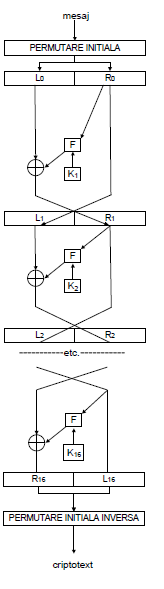 mesaj
PERMUTARE INITIALA
L0 R0
F
K1
L1 R1
F
K2
L2 R2
------------etc.------------
F
K16
R16 L16
PERMUTARE INITIALA INVERSA
criptotext